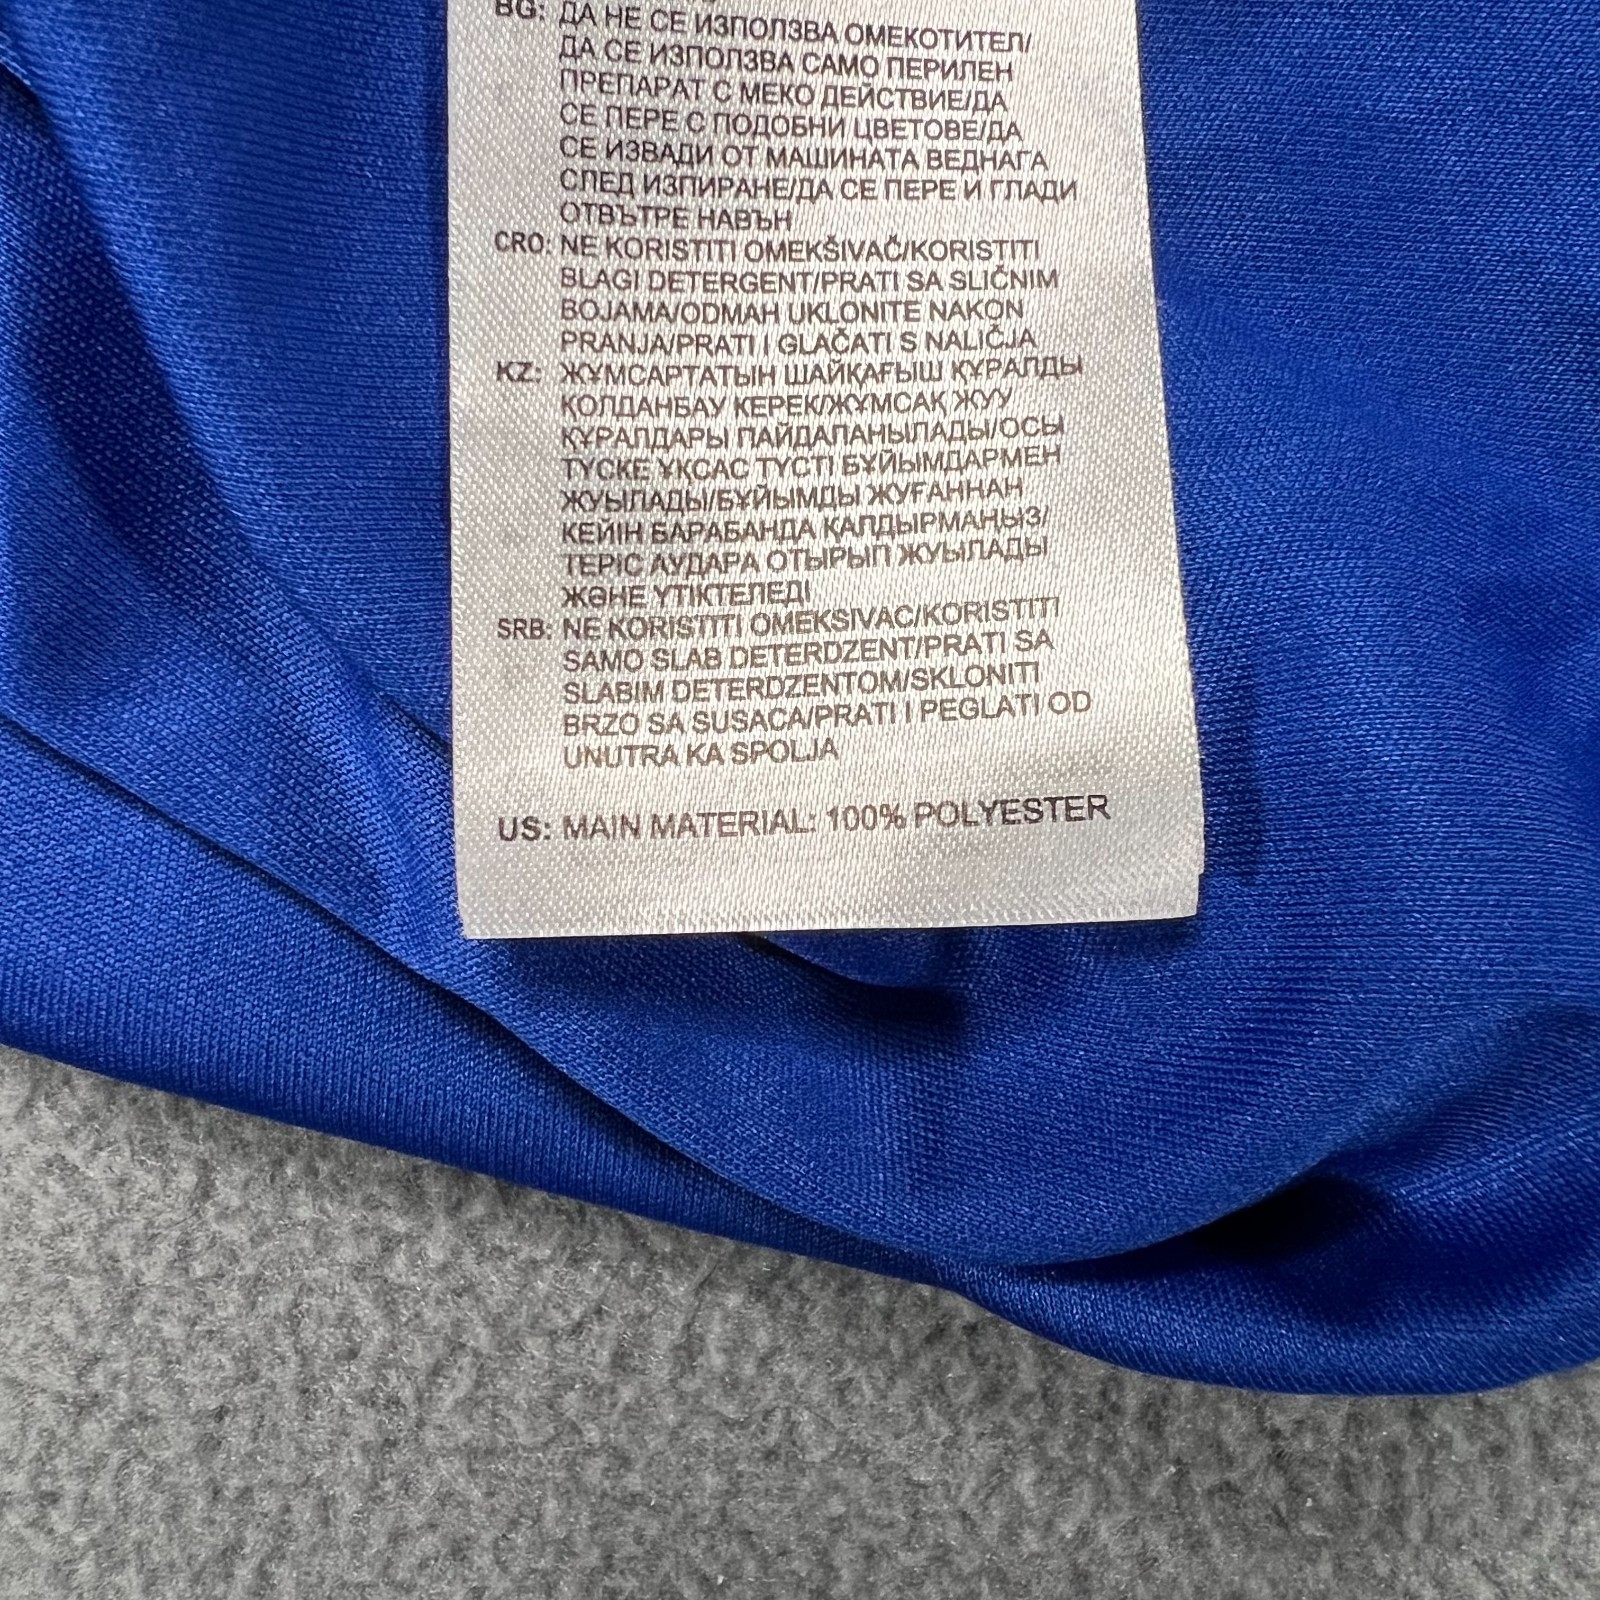 BG: ДА НЕ СЕ ИЗПОЛЗВА ОМЕКОТИТЕЛ/
ДА СЕ ИЗПОЛЗВА САМО ПЕРИЛЕН
ПРЕПАРАТ С МЕКО ДЕЙСТВИЕ/ДА
СЕ ПЕРЕ С ПОДОБНИ ЦВЕТОВЕ/ДА
СЕ ИЗВАДИ ОТ МАШИНАТА ВЕДНАГА
СЛЕД ИЗПИРАНЕ/ДА СЕ ПЕРЕ И ГЛАДИ
ОТВЪТРЕ НАВЪН
CRO: NE KORISTITI OMEKŠIVAČ/KORISTITI
BLAGI DETERGENT/PRATI SA SLIČNIM
BOJAMA/ODMAH UKLONITE NAKON
PRANJA/PRATI I GLAČATI S NALIČJA
KZ: ЖҰМСАРТАТЫН ШАЙҚАҒЫШ ҚҰРАЛДЫ
ҚОЛДАНБАУ КЕРЕК/ЖҰМСАҚ ЖУУ
ҚҰРАЛДАРЫ ПАЙДАЛАНЫЛАДЫ/ОСЫ
ТҮСКЕ ҰҚСАС ТҮСТІ БҰЙЫМДАРМЕН
ЖУЫЛАДЫ/БҰЙЫМДЫ ЖУҒАННАН
КЕЙІН БАРАБАНДА ҚАЛДЫРМАҢЫЗ/
ТЕРІС АУДАРА ОТЫРЫП ЖУЫЛАДЫ
ЖӘНЕ ҮТІКТЕЛЕДІ
SRB: NE KORISTITI OMEKSIVAC/KORISTITI
SAMO SLAB DETERDZENT/PRATI SA
SLABIM DETERDZENTOM/SKLONITI
BRZO SA SUSACA/PRATI I PEGLATI OD
UNUTRA KA SPOLJA
US: MAIN MATERIAL: 100% POLYESTER